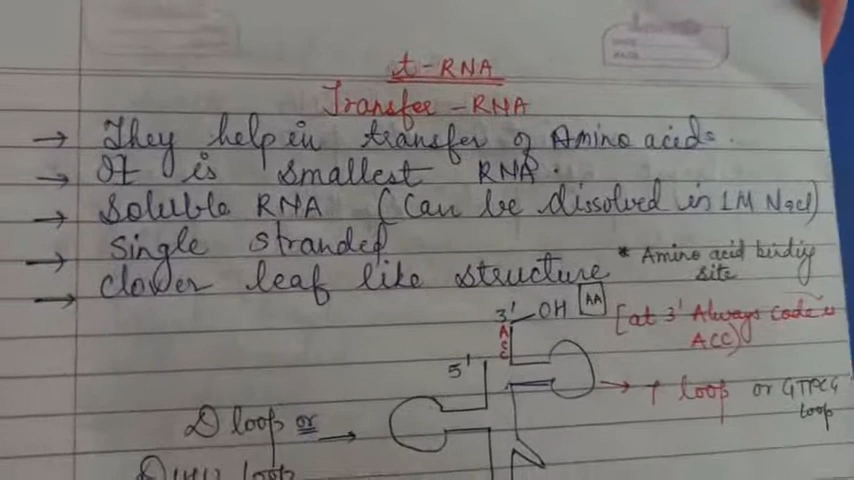 t-RNA
Transfer-RNA
→ They help in transfer of Amino acids.
→ It is smallest RNA.
→ Soluble RNA (Can be dissolved in 1M Nacl)
→ Single stranded
→ clover leaf like structure
* Amino acid binding site
3' OH AA
[at 3' Always code is ACC)
A
C
C
5'
→ T loop or GTPCG loop
D loop or →
loop